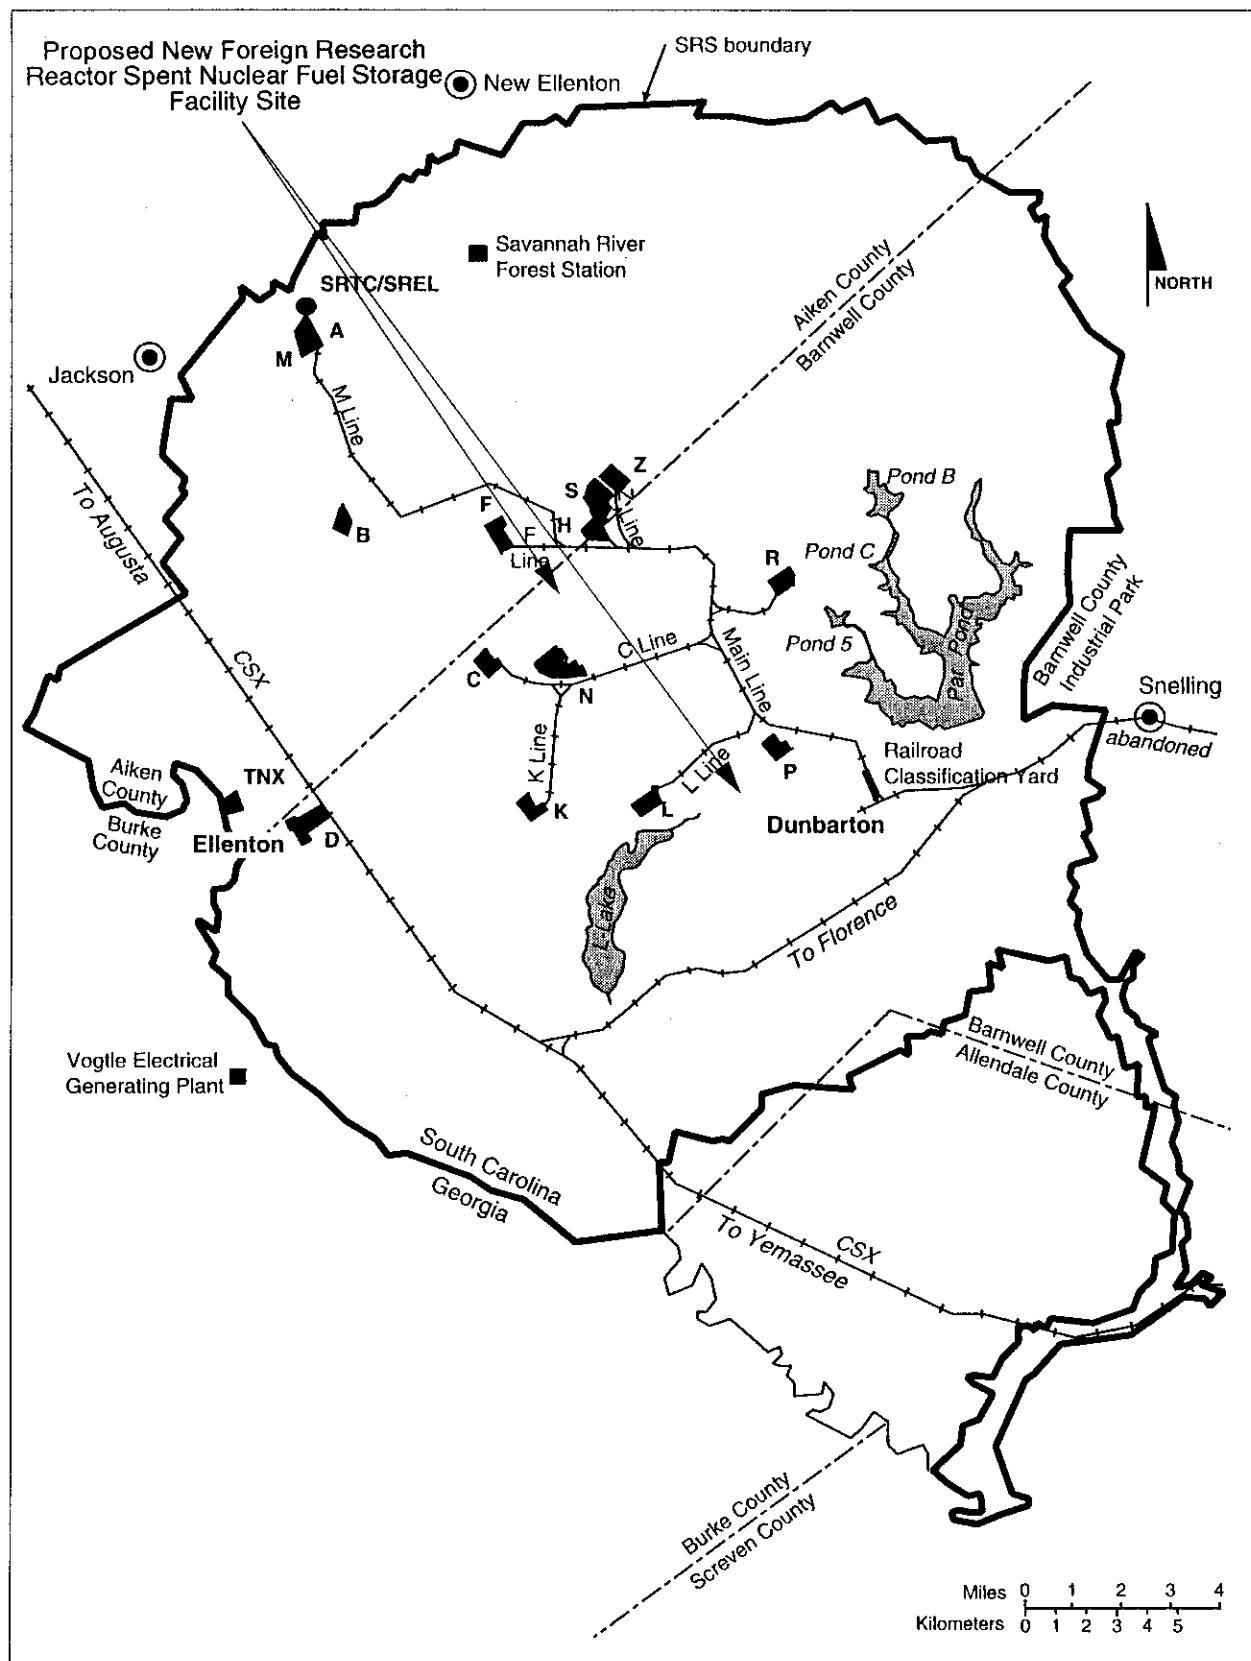 SRS boundary
Proposed New Foreign Research
Reactor Spent Nuclear Fuel Storage
Facility Site
New Ellenton
Savannah River
Forest Station
Aiken County
Barnwell County
NORTH
SRTC/SREL
A
M
Jackson
M Line
To Augusta
B
F
F
Line
H
S
Z
Line
R
Pond B
Pond C
Pond 5
Par Pond
Barnwell County
Industrial Park
Snelling
abandoned
CSX
C
N
C Line
Main Line
K Line
K
L Line
L
P
Railroad
Classification Yard
Dunbarton
Aiken
County
Burke
County
TNX
Ellenton
D
L-Lake
To Florence
Vogtle Electrical
Generating Plant
Barnwell County
Allendale County
South Carolina
Georgia
CSX
To Yemassee
Burke County
Screven County
Miles 0 1 2 3 4
Kilometers 0 1 2 3 4 5